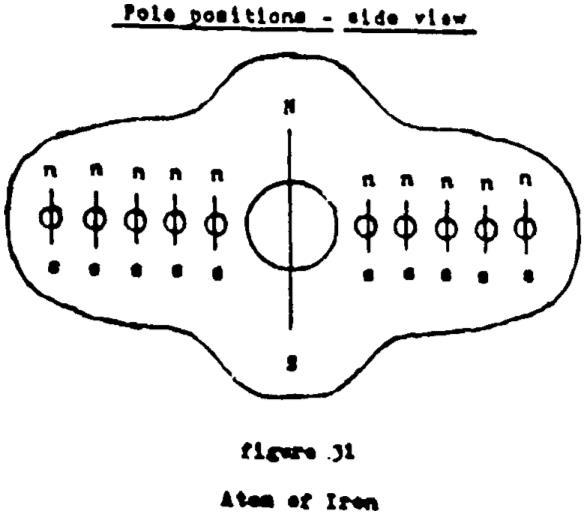 Pole positions - side view
N
n n n n n n n n n n
s s s s s s s s s s
S
figure 31
Atom of Iron